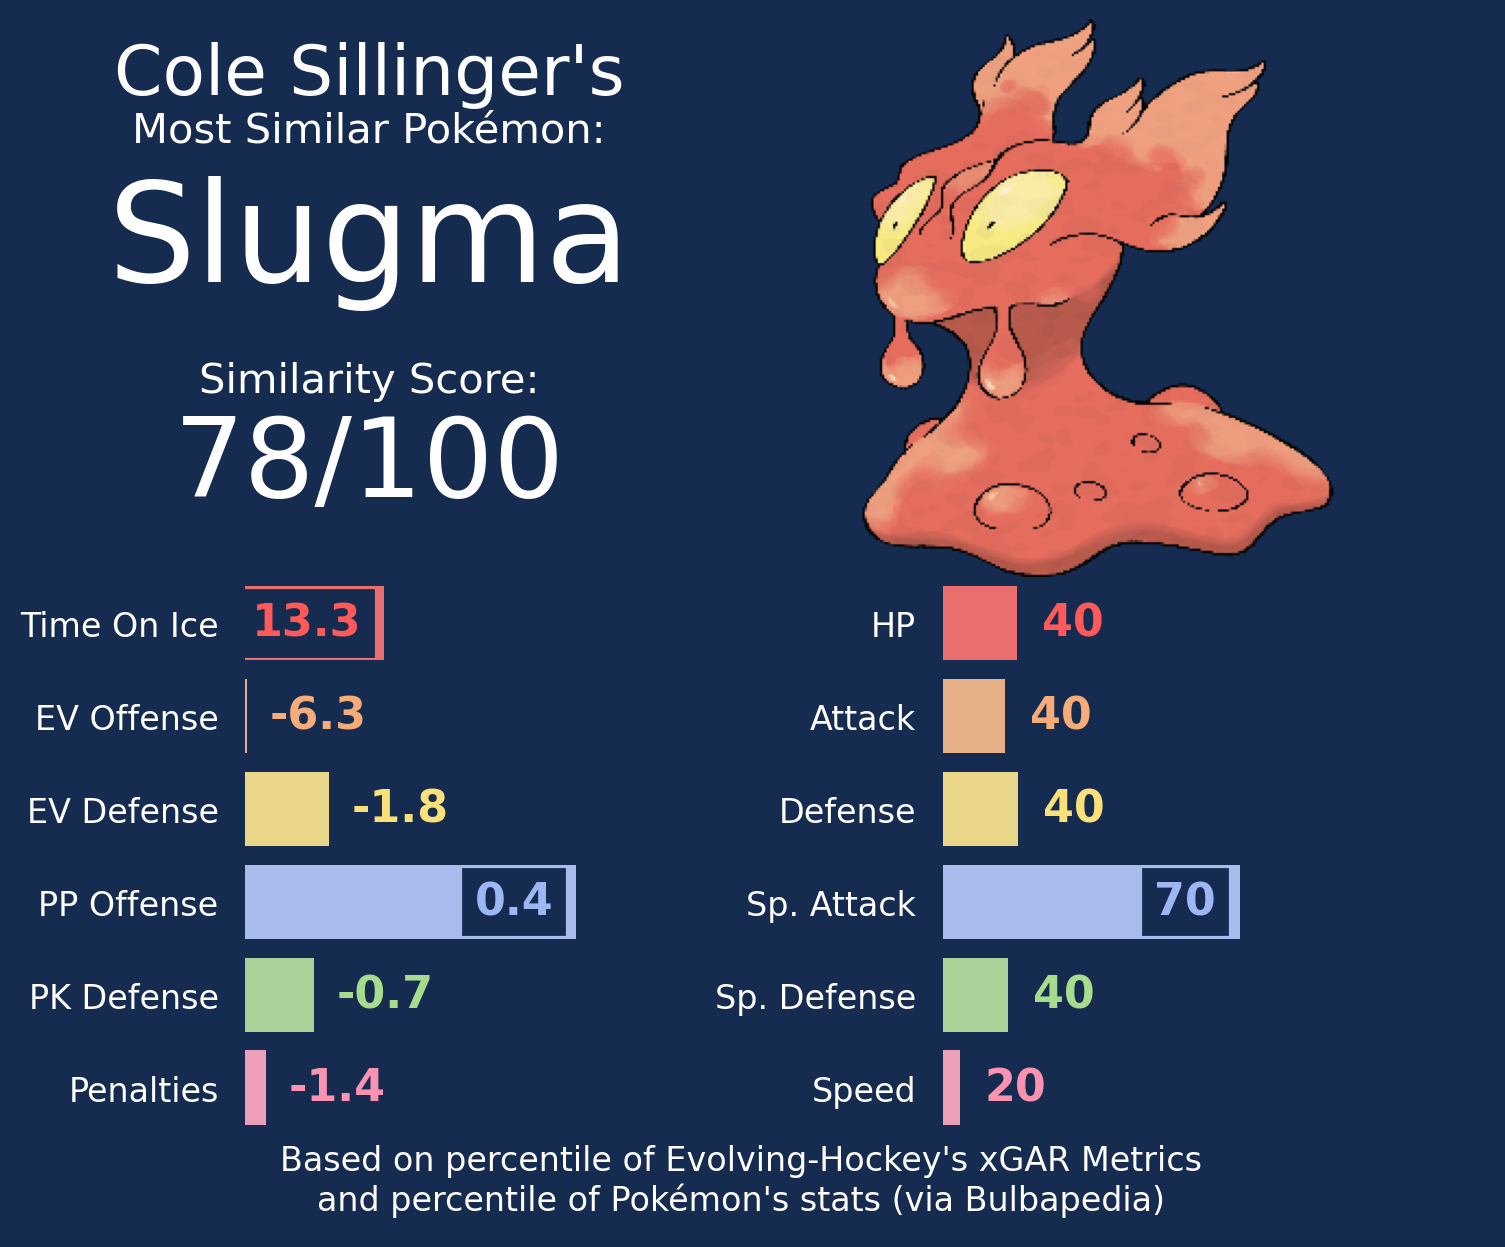 Cole Sillinger's
Most Similar Pokémon:
Slugma
Similarity Score:
78/100
Time On Ice 13.3
EV Offense -6.3
EV Defense -1.8
PP Offense 0.4
PK Defense -0.7
Penalties -1.4
HP 40
Attack 40
Defense 40
Sp. Attack 70
Sp. Defense 40
Speed 20
Based on percentile of Evolving-Hockey's xGAR Metrics
and percentile of Pokémon's stats (via Bulbapedia)